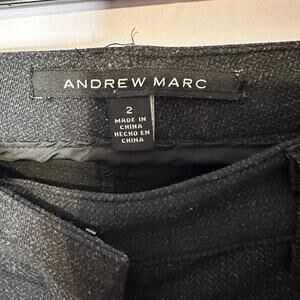 ANDREW MARC
2
MADE IN
CHINA
HECHO EN
CHINA